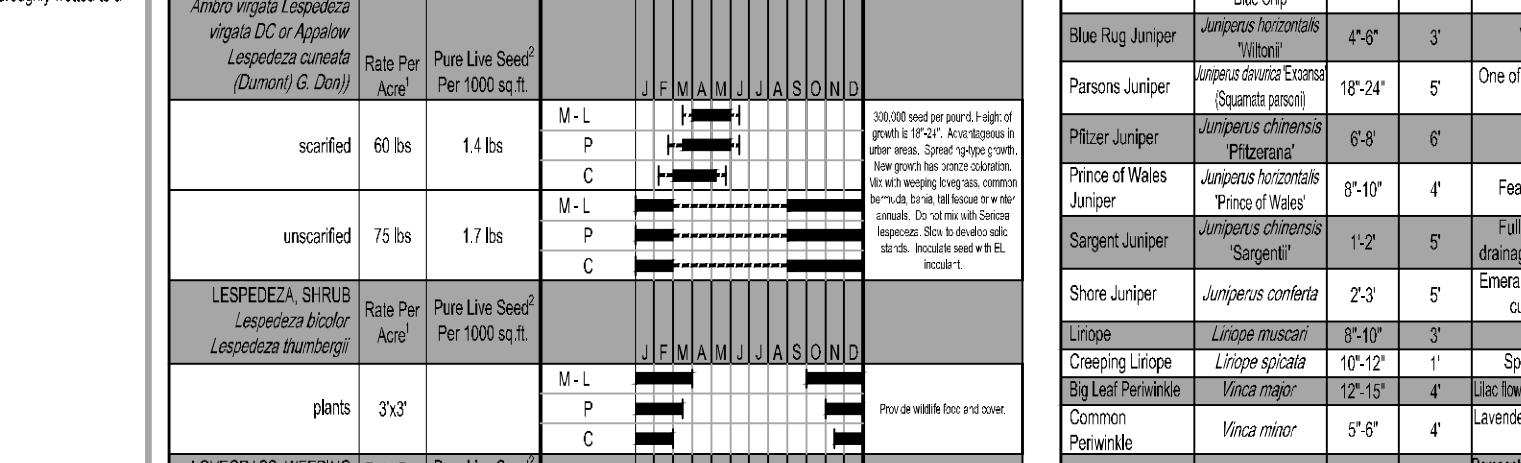 Ambro virgata Lespedeza
virgata DC or Appalow
Lespedeza cuneata
(Dumont) G. Don))
Rate Per
Acre1
Pure Live Seed2
Per 1000 sq.ft.
J F M A M J J A S O N D
scarified 60 lbs 1.4 lbs
M - L
P
C
unscarified 75 lbs 1.7 lbs
M - L
P
C
300,000 seed per pound. Height of
growth is 18"-24". Advantageous in
urban areas. Spreading-type growth.
New growth has bronze coloration.
Mix with weeping lovegrass, common
bermuda, bahia, tall fescue or winter
annuals. Do not mix with Sericea
lespedeza. Slow to develop solid
stands. Inoculate seed with EL
inoculant.
LESPEDEZA, SHRUB
Lespedeza bicolor
Lespedeza thumbergii
Rate Per
Acre1
Pure Live Seed2
Per 1000 sq.ft.
J F M A M J J A S O N D
plants 3'x3'
M - L
P
C
Provide wildlife food and cover.
Blue Rug Juniper
Juniperus horizontalis
'Wiltonii'
4"-6" 3'
Parsons Juniper
Juniperus davurica 'Expansa'
(Squamata parsoni)
18"-24" 5' One of
Pfitzer Juniper
Juniperus chinensis
'Pfitzerana'
6'-8' 6'
Prince of Wales
Juniper
Juniperus horizontalis
'Prince of Wales'
8"-10" 4' Fea
Sargent Juniper
Juniperus chinensis
'Sargentii'
1'-2' 5'
Full
drainag
Shore Juniper Juniperus conferta 2'-3' 5'
Emera
cu
Liriope Liriope muscari 8"-10" 3'
Creeping Liriope Liriope spicata 10"-12" 1' Sp
Big Leaf Periwinkle Vinca major 12"-15" 4' Lilac flow
Common
Periwinkle
Vinca minor 5"-6" 4' Lavende